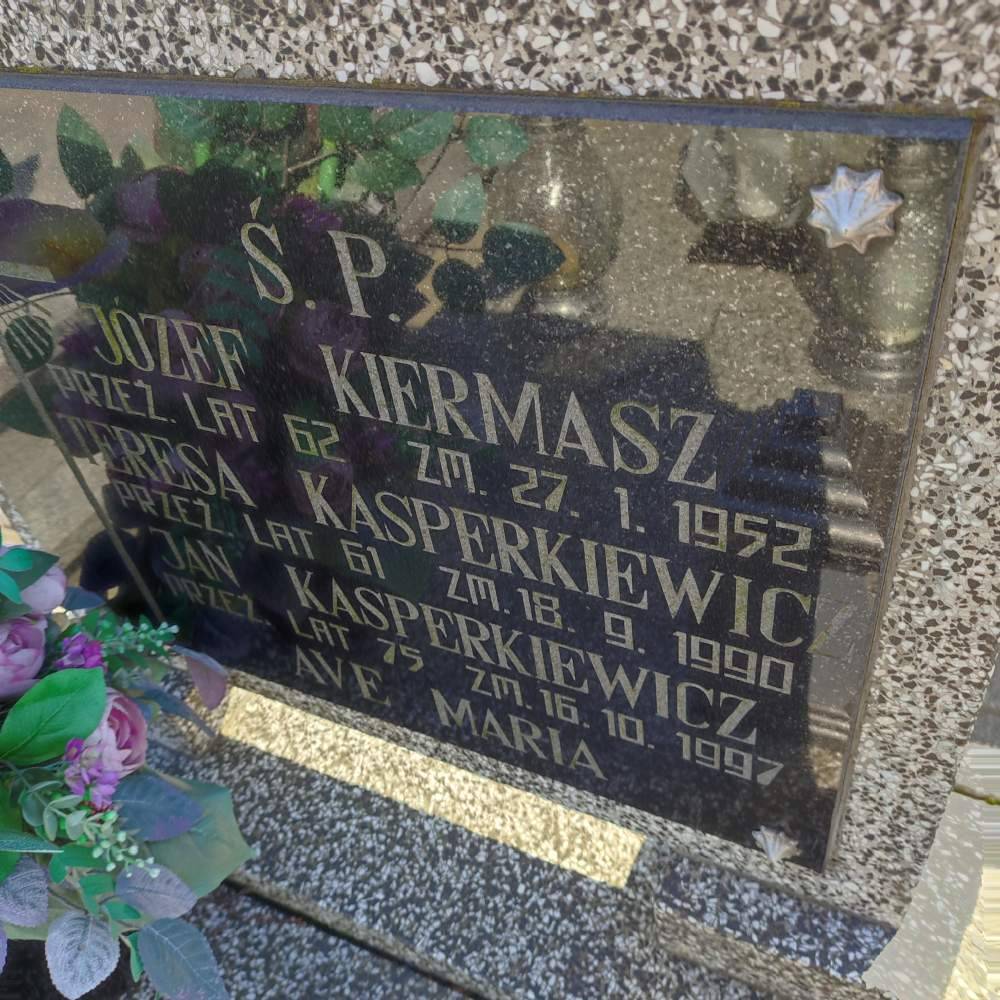 Ś. P.
JÓZEF KIERMASZ
PRZEŻ. LAT 62 ZM. 27. 1. 1952
TERESA KASPERKIEWICZ
PRZEŻ. LAT 61 ZM. 18. 9. 1990
JAN KASPERKIEWICZ
PRZEŻ. LAT 75 ZM. 16. 10. 1997
AVE MARIA